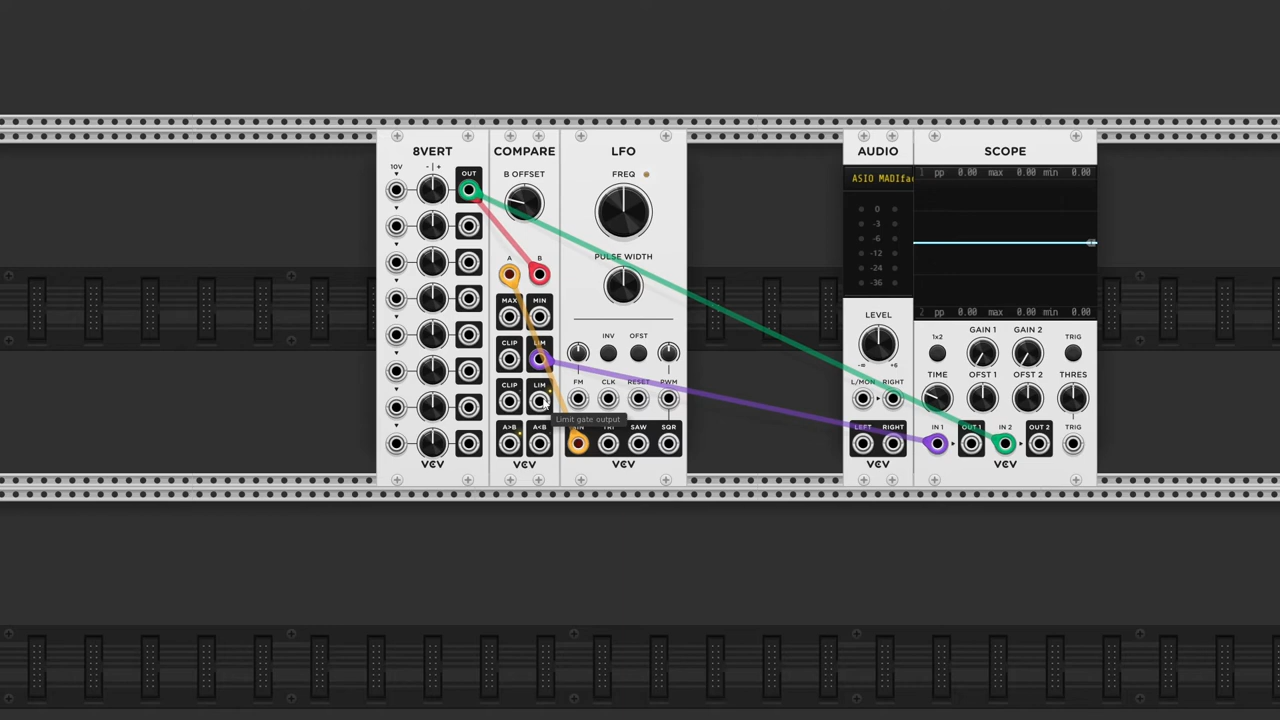 8VERT
10V
- | +
OUT
VCV
COMPARE
B OFFSET
A B
MAX MIN
CLIP LIM
CLIP LIM
A>B A<B
VCV
Limit gate output
LFO
FREQ
PULSE WIDTH
INV OFST
FM CLK RESET PWM
SAW SQR
VCV
AUDIO
ASIO MADIfa
0
-3
-6
-12
-24
-36
LEVEL
-∞ +6
L/MON RIGHT
LEFT RIGHT
VCV
SCOPE
1 pp 0.00 max 0.00 min 0.00
2 pp 0.00 max 0.00 min 0.00
GAIN 1 GAIN 2
1x2 TRIG
TIME OFST 1 OFST 2 THRES
IN 1 OUT 1 IN 2 OUT 2 TRIG
VCV